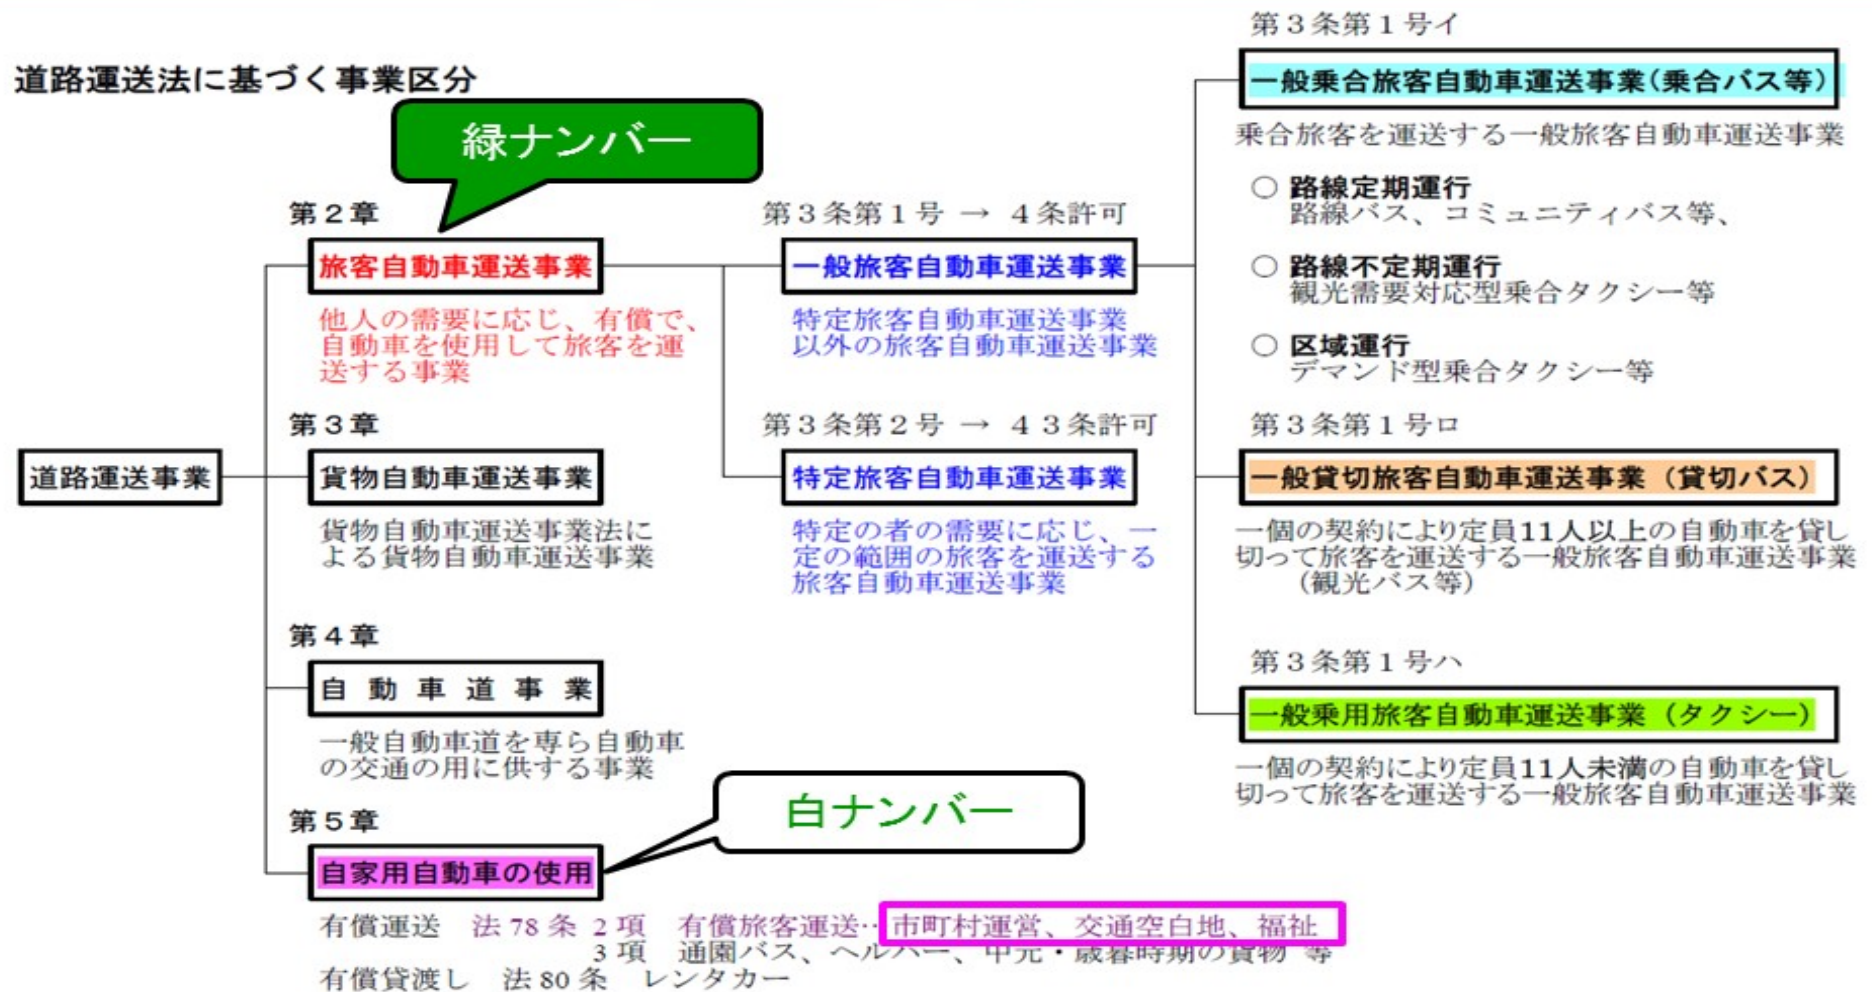 道路運送法に基づく事業区分
緑ナンバー
道路運送事業
第２章
旅客自動車運送事業
他人の需要に応じ、有償で、
自動車を使用して旅客を運
送する事業
第３章
貨物自動車運送事業
貨物自動車運送事業法に
よる貨物自動車運送事業
第４章
自動車道事業
一般自動車道を専ら自動車
の交通の用に供する事業
第５章
白ナンバー
自家用自動車の使用
有償運送　法 78 条 2 項　有償旅客運送…市町村運営、交通空白地、福祉
3 項　通園バス、ヘルパー、中元・歳暮時期の貨物 等
有償貸渡し　法 80 条　レンタカー
第３条第１号 → ４条許可
一般旅客自動車運送事業
特定旅客自動車運送事業
以外の旅客自動車運送事業
第３条第２号 → ４３条許可
特定旅客自動車運送事業
特定の者の需要に応じ、一
定の範囲の旅客を運送する
旅客自動車運送事業
第３条第１号イ
一般乗合旅客自動車運送事業(乗合バス等)
乗合旅客を運送する一般旅客自動車運送事業
○ 路線定期運行
路線バス、コミュニティバス等、
○ 路線不定期運行
観光需要対応型乗合タクシー等
○ 区域運行
デマンド型乗合タクシー等
第３条第１号ロ
一般貸切旅客自動車運送事業（貸切バス）
一個の契約により定員11人以上の自動車を貸し
切って旅客を運送する一般旅客自動車運送事業
（観光バス等）
第３条第１号ハ
一般乗用旅客自動車運送事業（タクシー）
一個の契約により定員11人未満の自動車を貸し
切って旅客を運送する一般旅客自動車運送事業